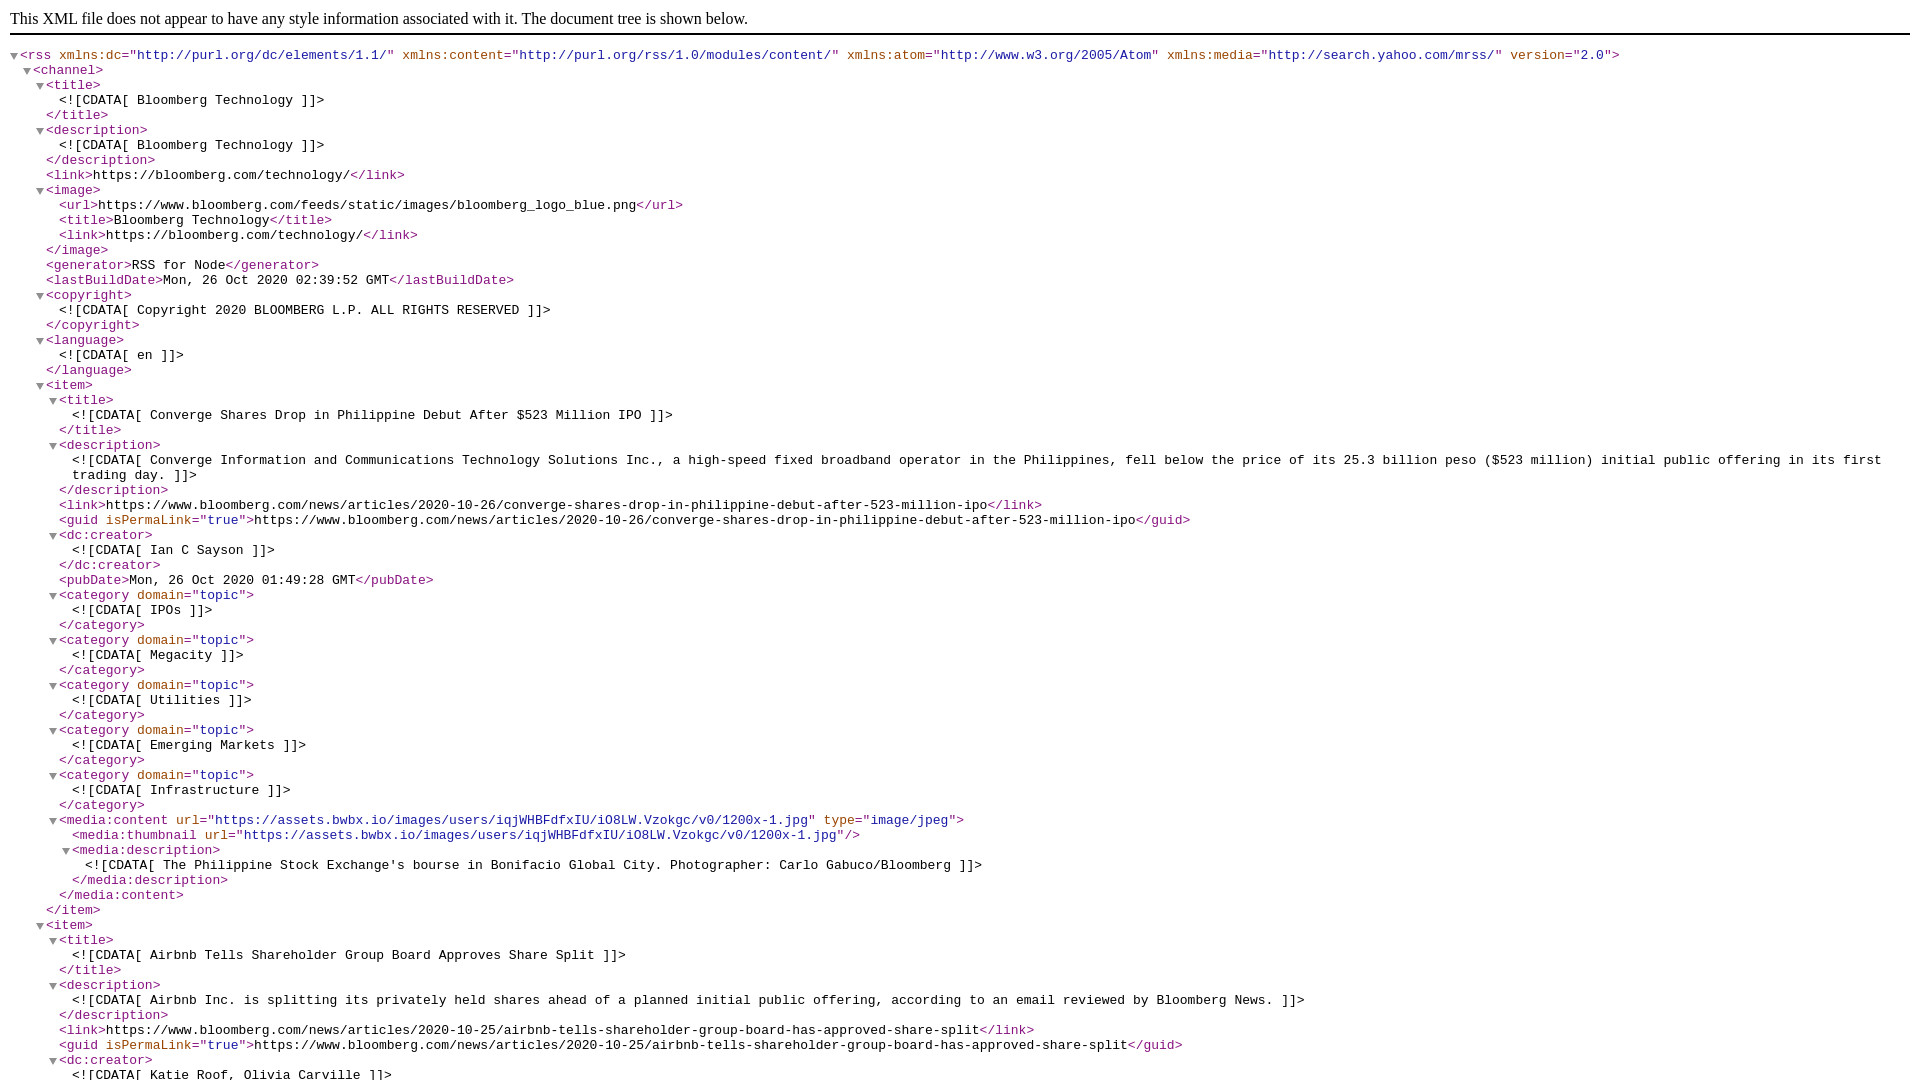 This XML file does not appear to have any style information associated with it. The document tree is shown below.
<rss xmlns:dc="http://purl.org/dc/elements/1.1/" xmlns:content="http://purl.org/rss/1.0/modules/content/" xmlns:atom="http://www.w3.org/2005/Atom" xmlns:media="http://search.yahoo.com/mrss/" version="2.0">
<channel>
<title>
<![CDATA[ Bloomberg Technology ]]>
</title>
<description>
<![CDATA[ Bloomberg Technology ]]>
</description>
<link>https://bloomberg.com/technology/</link>
<image>
<url>https://www.bloomberg.com/feeds/static/images/bloomberg_logo_blue.png</url>
<title>Bloomberg Technology</title>
<link>https://bloomberg.com/technology/</link>
</image>
<generator>RSS for Node</generator>
<lastBuildDate>Mon, 26 Oct 2020 02:39:52 GMT</lastBuildDate>
<copyright>
<![CDATA[ Copyright 2020 BLOOMBERG L.P. ALL RIGHTS RESERVED ]]>
</copyright>
<language>
<![CDATA[ en ]]>
</language>
<item>
<title>
<![CDATA[ Converge Shares Drop in Philippine Debut After $523 Million IPO ]]>
</title>
<description>
<![CDATA[ Converge Information and Communications Technology Solutions Inc., a high-speed fixed broadband operator in the Philippines, fell below the price of its 25.3 billion peso ($523 million) initial public offering in its first
trading day. ]]>
</description>
<link>https://www.bloomberg.com/news/articles/2020-10-26/converge-shares-drop-in-philippine-debut-after-523-million-ipo</link>
<guid isPermaLink="true">https://www.bloomberg.com/news/articles/2020-10-26/converge-shares-drop-in-philippine-debut-after-523-million-ipo</guid>
<dc:creator>
<![CDATA[ Ian C Sayson ]]>
</dc:creator>
<pubDate>Mon, 26 Oct 2020 01:49:28 GMT</pubDate>
<category domain="topic">
<![CDATA[ IPOs ]]>
</category>
<category domain="topic">
<![CDATA[ Megacity ]]>
</category>
<category domain="topic">
<![CDATA[ Utilities ]]>
</category>
<category domain="topic">
<![CDATA[ Emerging Markets ]]>
</category>
<category domain="topic">
<![CDATA[ Infrastructure ]]>
</category>
<media:content url="https://assets.bwbx.io/images/users/iqjWHBFdfxIU/iO8LW.Vzokgc/v0/1200x-1.jpg" type="image/jpeg">
<media:thumbnail url="https://assets.bwbx.io/images/users/iqjWHBFdfxIU/iO8LW.Vzokgc/v0/1200x-1.jpg"/>
<media:description>
<![CDATA[ The Philippine Stock Exchange's bourse in Bonifacio Global City. Photographer: Carlo Gabuco/Bloomberg ]]>
</media:description>
</media:content>
</item>
<item>
<title>
<![CDATA[ Airbnb Tells Shareholder Group Board Approves Share Split ]]>
</title>
<description>
<![CDATA[ Airbnb Inc. is splitting its privately held shares ahead of a planned initial public offering, according to an email reviewed by Bloomberg News. ]]>
</description>
<link>https://www.bloomberg.com/news/articles/2020-10-25/airbnb-tells-shareholder-group-board-has-approved-share-split</link>
<guid isPermaLink="true">https://www.bloomberg.com/news/articles/2020-10-25/airbnb-tells-shareholder-group-board-has-approved-share-split</guid>
<dc:creator>
<![CDATA[ Katie Roof, Olivia Carville ]]>